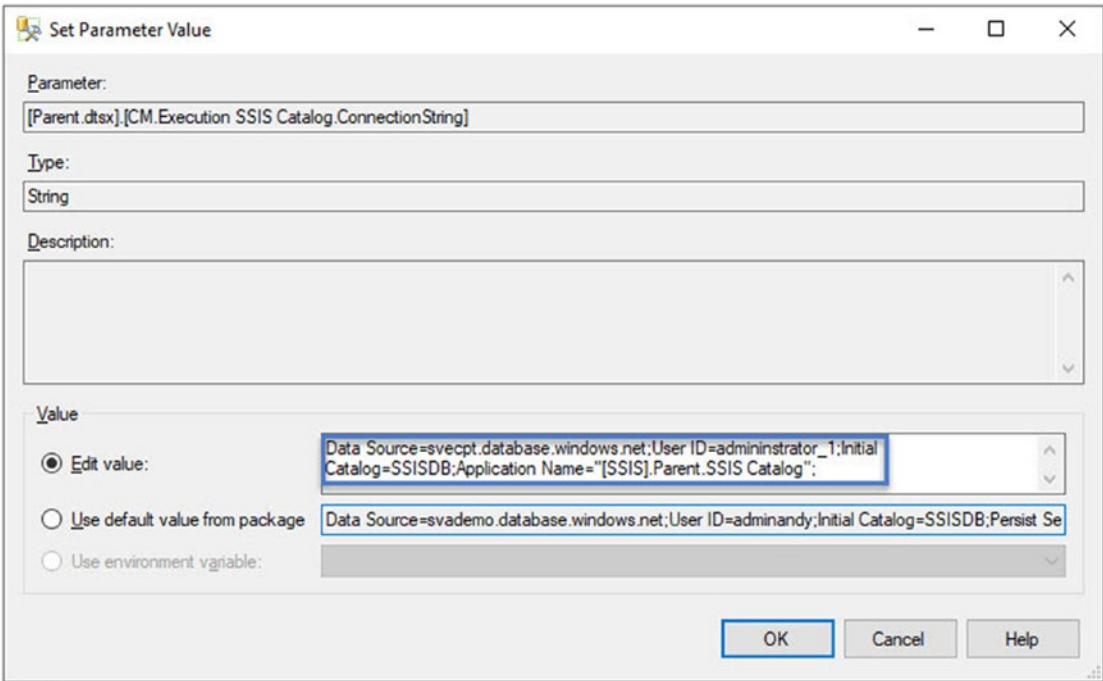 Set Parameter Value
Parameter:
[Parent.dtsx].[CM.Execution SSIS Catalog.ConnectionString]
Type:
String
Description:
Value
Edit value:
Data Source=svecpt.database.windows.net;User ID=admininstrator_1;Initial
Catalog=SSISDB;Application Name="[SSIS].Parent.SSIS Catalog";
Use default value from package
Data Source=svademo.database.windows.net;User ID=adminandy;Initial Catalog=SSISDB;Persist Se
Use environment variable:
OK
Cancel
Help